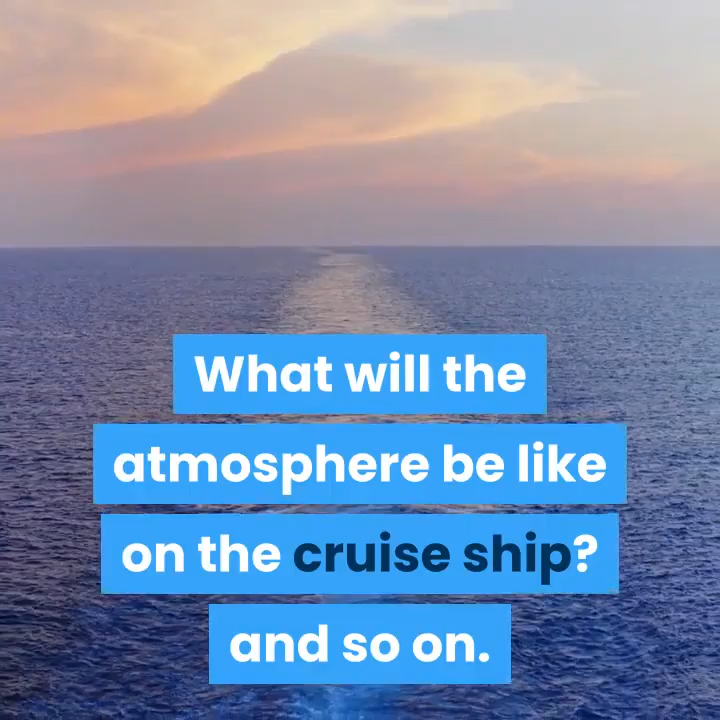 What will the
atmosphere be like
on the cruise ship?
and so on.